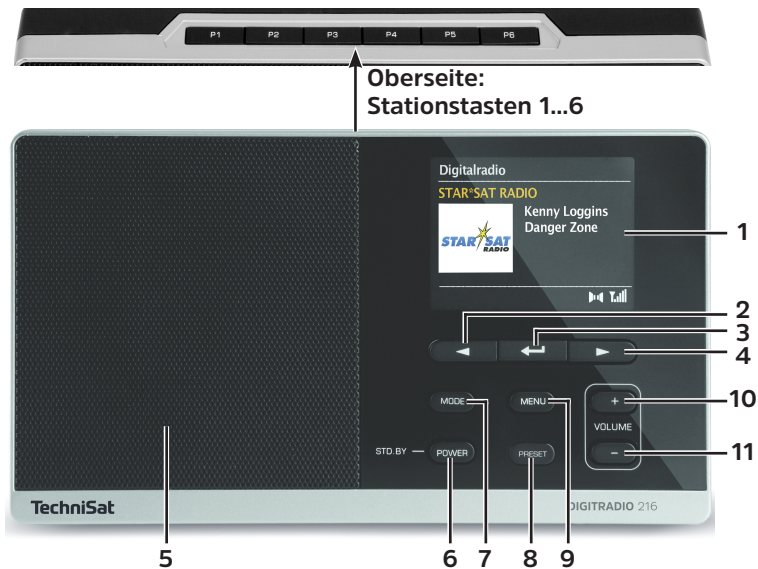 P1 P2 P3 P4 P5 P6
Oberseite:
Stationstasten 1...6
Digitalradio
STAR*SAT RADIO
Kenny Loggins
Danger Zone
STAR SAT
RADIO
1
2
3
4
MODE
MENU
+
10
VOLUME
STD.BY
POWER
PRESET
–
11
TechniSat
DIGITRADIO 216
5
6
7
8
9